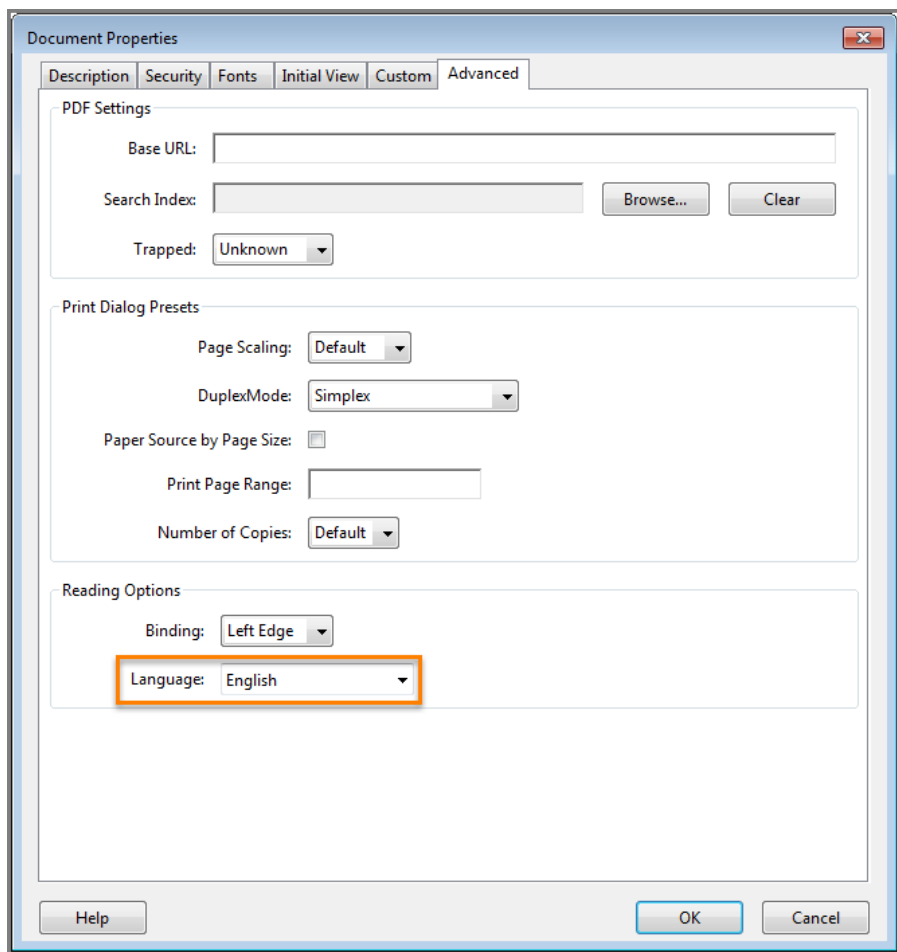 Document Properties
Description Security Fonts Initial View Custom Advanced
PDF Settings
Base URL:
Search Index: Browse... Clear
Trapped: Unknown
Print Dialog Presets
Page Scaling: Default
DuplexMode: Simplex
Paper Source by Page Size:
Print Page Range:
Number of Copies: Default
Reading Options
Binding: Left Edge
Language: English
Help OK Cancel